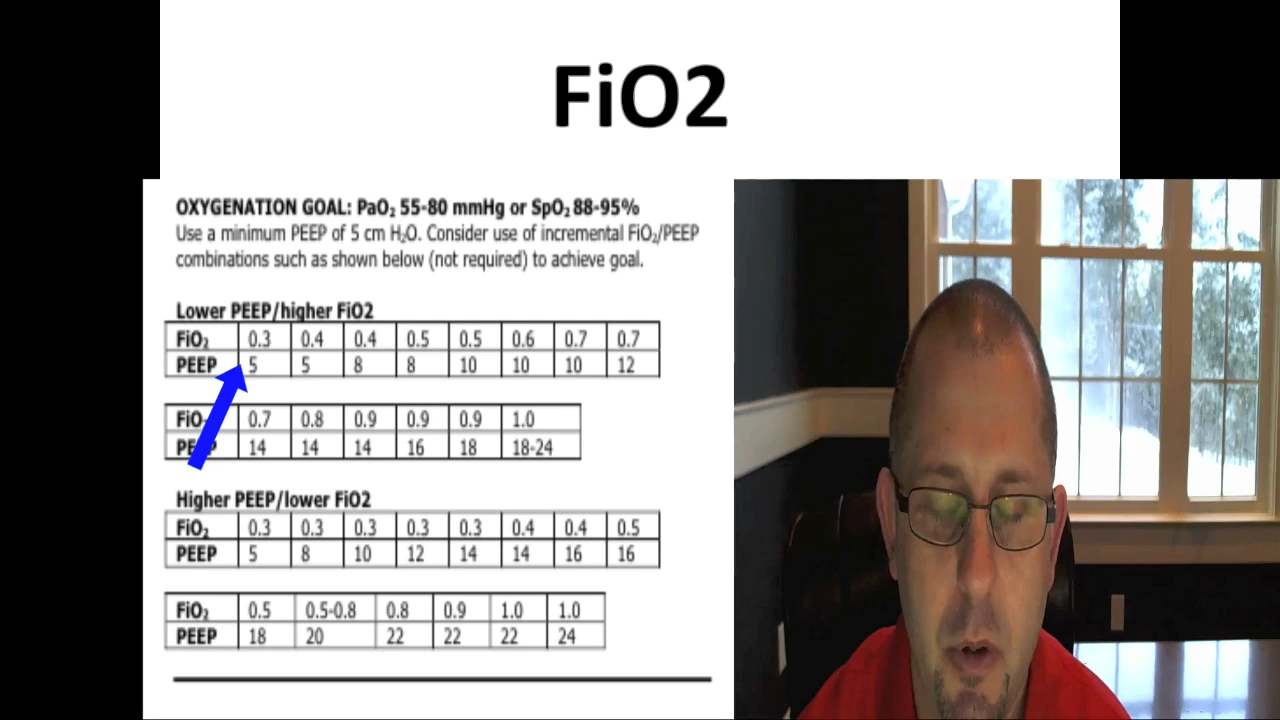 FiO2
OXYGENATION GOAL: PaO₂ 55-80 mmHg or SpO₂ 88-95%
Use a minimum PEEP of 5 cm H₂O. Consider use of incremental FiO₂/PEEP
combinations such as shown below (not required) to achieve goal.
Lower PEEP/higher FiO2
FiO₂ 0.3 0.4 0.4 0.5 0.5 0.6 0.7 0.7
PEEP 5 5 8 8 10 10 10 12
FiO 0.7 0.8 0.9 0.9 0.9 1.0
PEEP 14 14 14 16 18 18-24
Higher PEEP/lower FiO2
FiO₂ 0.3 0.3 0.3 0.3 0.3 0.4 0.4 0.5
PEEP 5 8 10 12 14 14 16 16
FiO₂ 0.5 0.5-0.8 0.8 0.9 1.0 1.0
PEEP 18 20 22 22 22 24